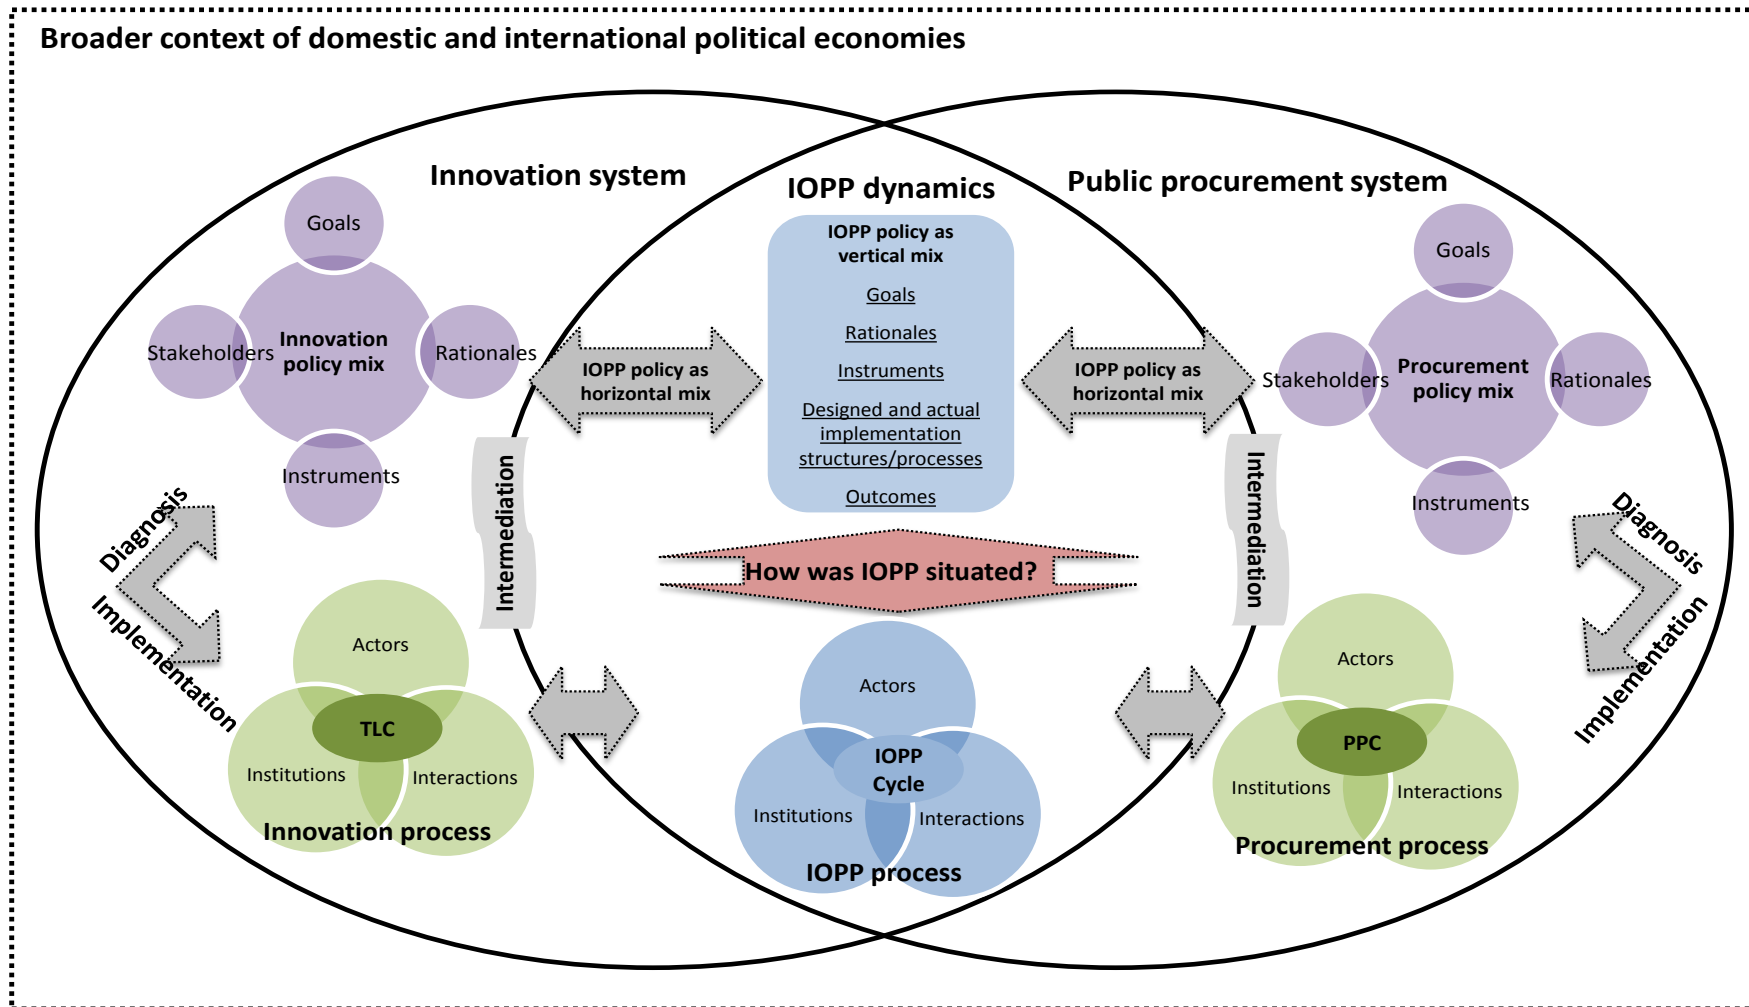 Broader context of domestic and international political economies
Innovation system
IOPP dynamics
Public procurement system
Goals
Stakeholders
Innovation
policy mix
Rationales
Instruments
IOPP policy as
horizontal mix
IOPP policy as
vertical mix
Goals
Rationales
Instruments
Designed and actual
implementation
structures/processes
Outcomes
IOPP policy as
horizontal mix
Goals
Stakeholders
Procurement
policy mix
Rationales
Instruments
Diagnosis
Implementation
Intermediation
How was IOPP situated?
Intermediation
Diagnosis
Implementation
Actors
TLC
Institutions
Interactions
Innovation process
Actors
IOPP
Cycle
Institutions
Interactions
IOPP process
Actors
PPC
Institutions
Interactions
Procurement process